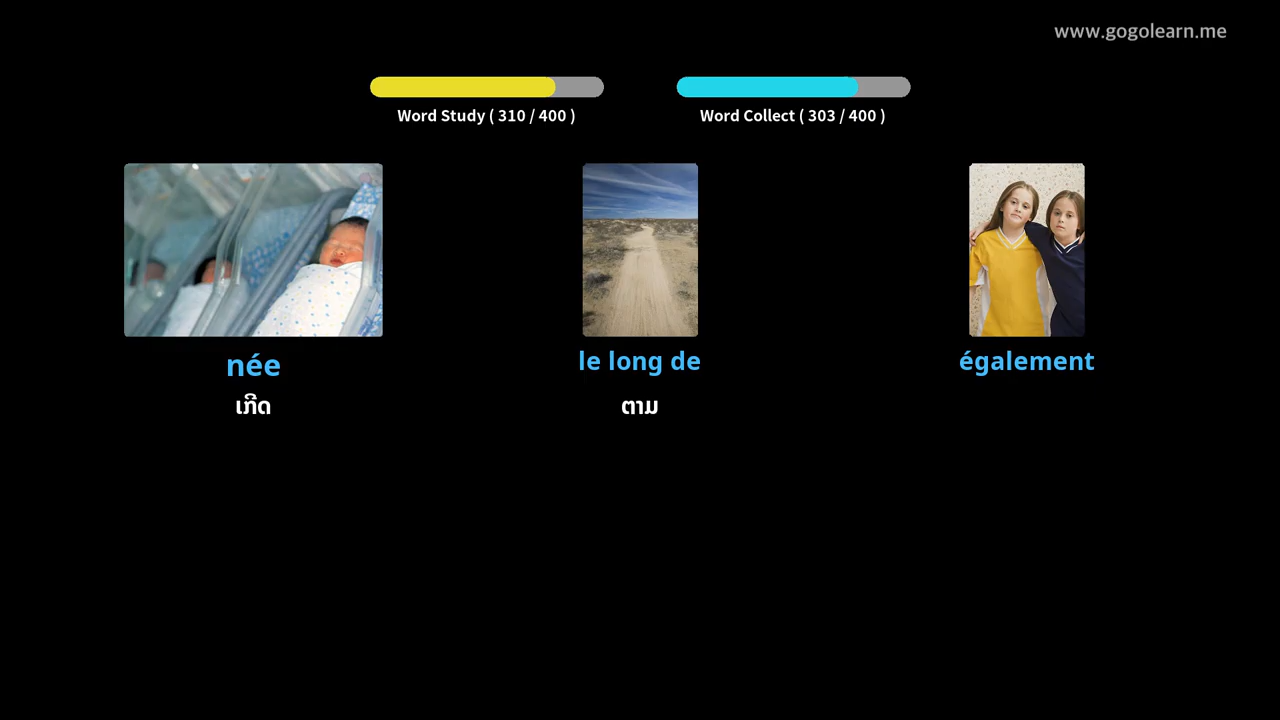 www.gogolearn.me
Word Study ( 310 / 400 )
Word Collect ( 303 / 400 )
née
le long de
également
ເກີດ
ຕາມ